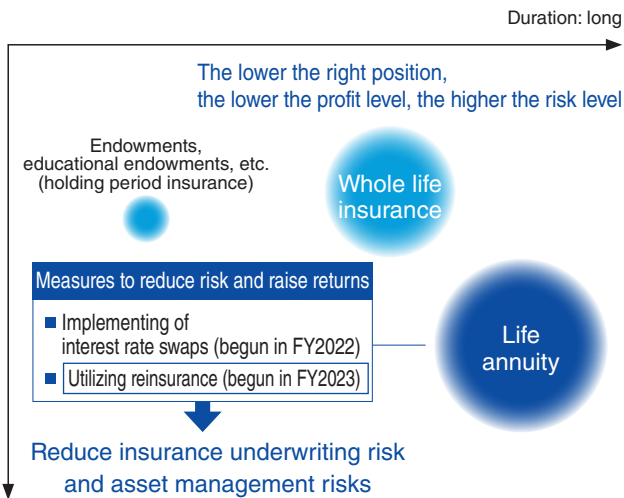 Duration: long
The lower the right position,
the lower the profit level, the higher the risk level
Endowments,
educational endowments, etc.
(holding period insurance)
Whole life
insurance
Measures to reduce risk and raise returns
■ Implementing of
interest rate swaps (begun in FY2022)
■ Utilizing reinsurance (begun in FY2023)
Life
annuity
Reduce insurance underwriting risk
and asset management risks